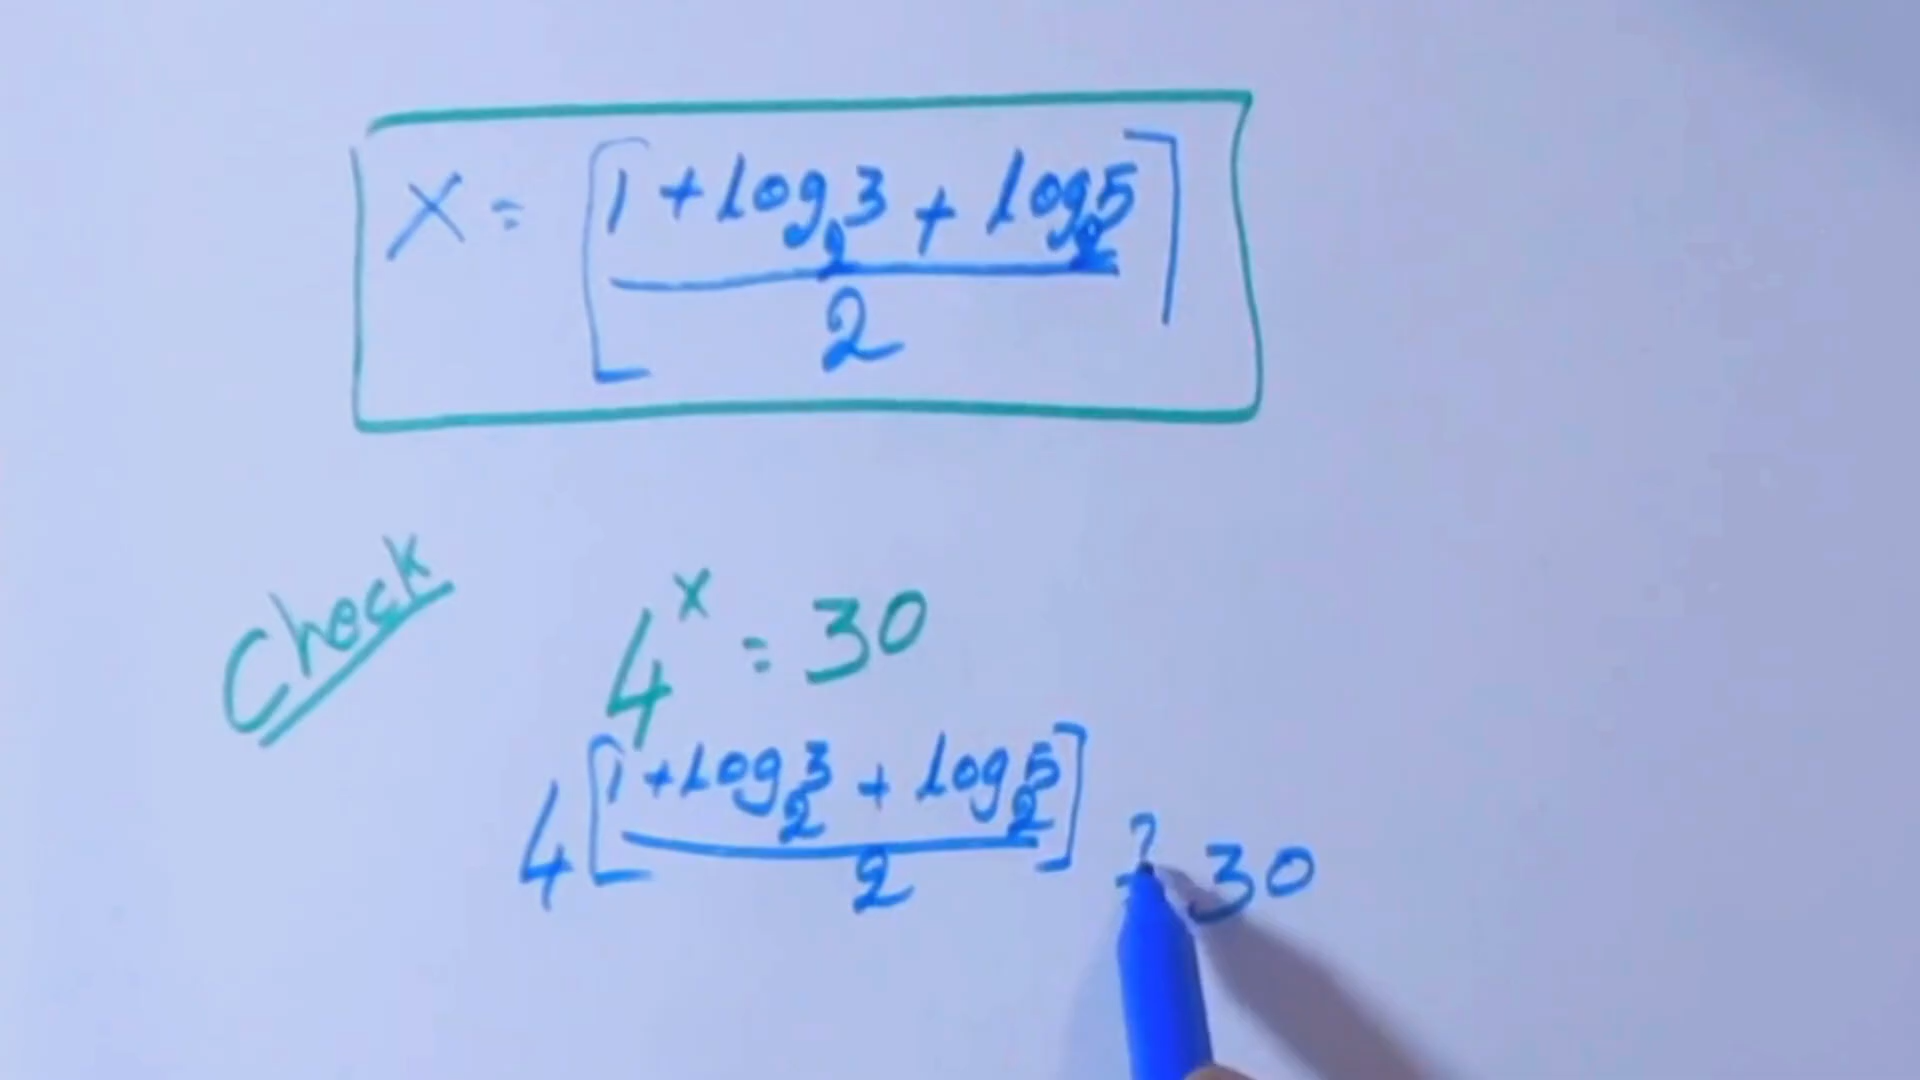 x = [1 + log₂3 + log₂5 / 2]
Check
4ˣ = 30
4[1 + log₂3 + log₂5 / 2] ≟ 30